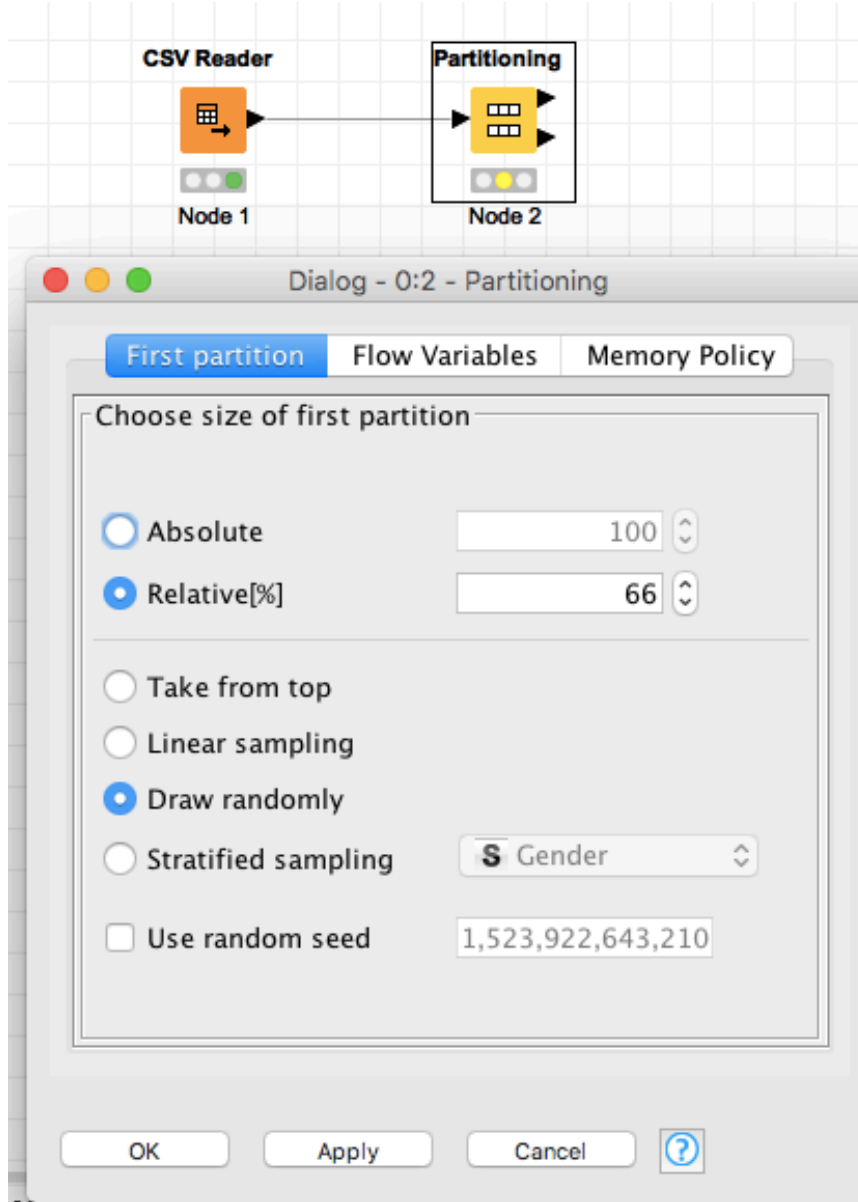 CSV Reader Partitioning
Node 1 Node 2
Dialog - 0:2 - Partitioning
First partition Flow Variables Memory Policy
Choose size of first partition
Absolute 100
Relative[%] 66
Take from top
Linear sampling
Draw randomly
Stratified sampling S Gender
Use random seed 1,523,922,643,210
OK Apply Cancel ?